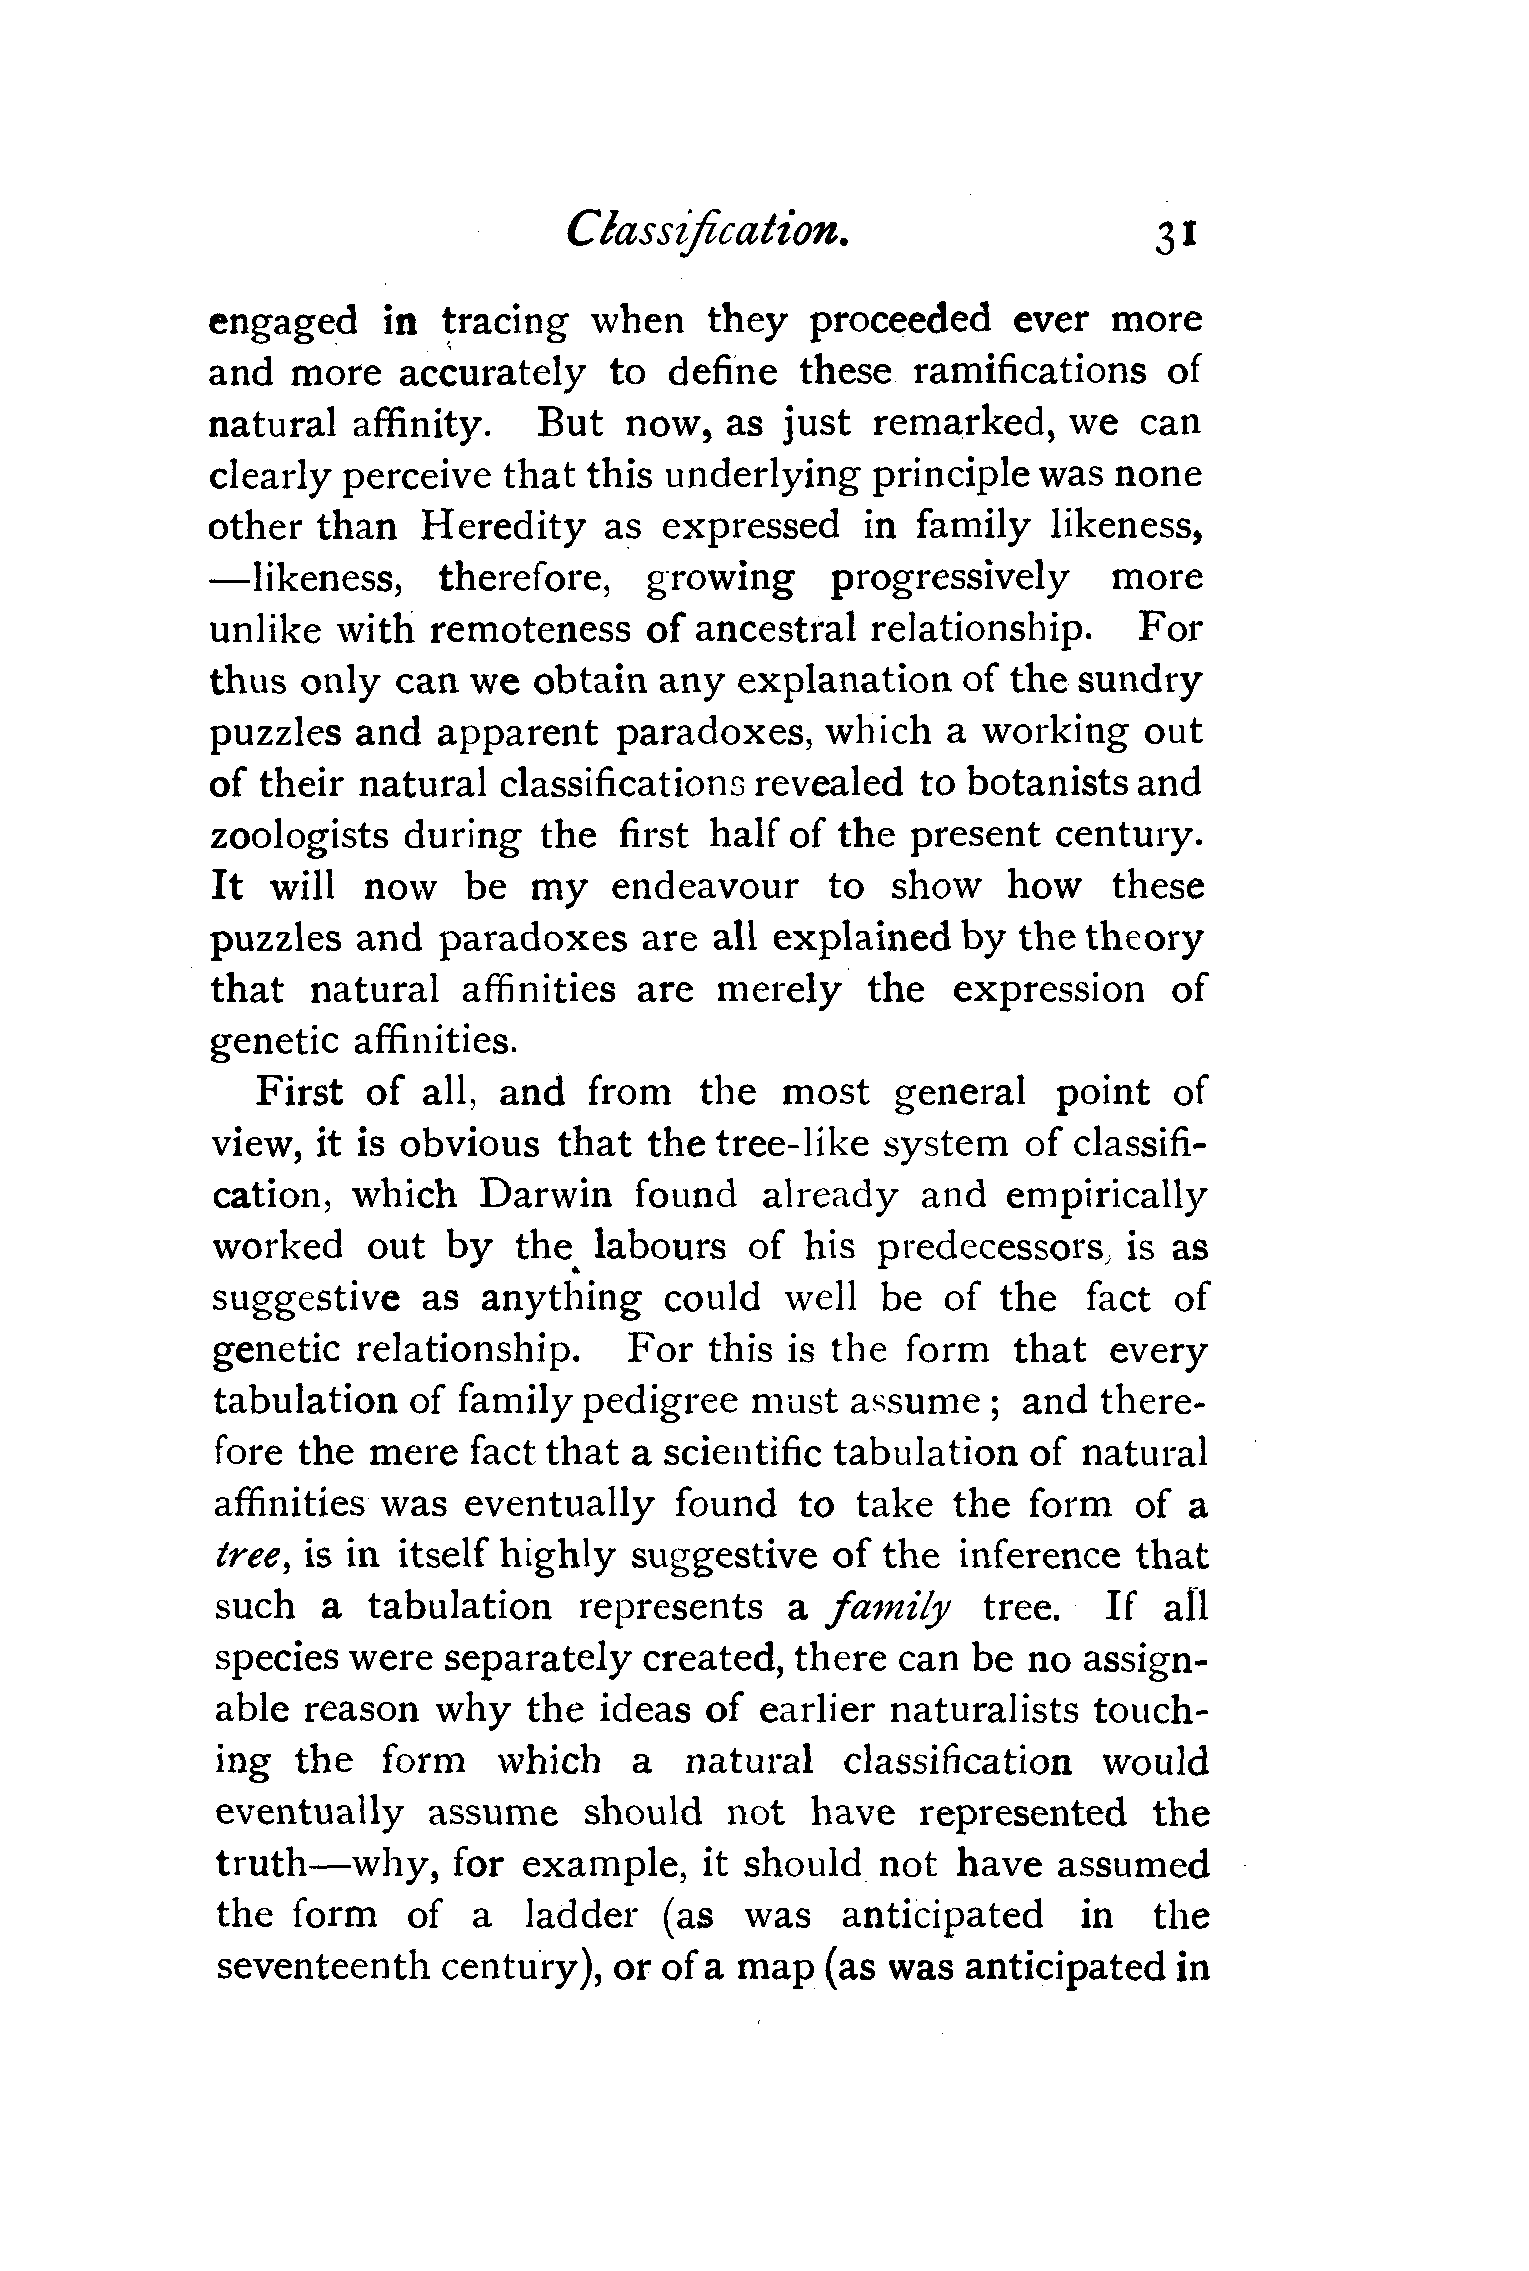 Classification. 31
engaged in tracing when they proceeded ever more
and more accurately to define these ramifications of
natural affinity. But now, as just remarked, we can
clearly perceive that this underlying principle was none
other than Heredity as expressed in family likeness,
—likeness, therefore, growing progressively more
unlike with remoteness of ancestral relationship. For
thus only can we obtain any explanation of the sundry
puzzles and apparent paradoxes, which a working out
of their natural classifications revealed to botanists and
zoologists during the first half of the present century.
It will now be my endeavour to show how these
puzzles and paradoxes are all explained by the theory
that natural affinities are merely the expression of
genetic affinities.
First of all, and from the most general point of
view, it is obvious that the tree-like system of classifi-
cation, which Darwin found already and empirically
worked out by the labours of his predecessors, is as
suggestive as anything could well be of the fact of
genetic relationship. For this is the form that every
tabulation of family pedigree must assume; and there-
fore the mere fact that a scientific tabulation of natural
affinities was eventually found to take the form of a
tree, is in itself highly suggestive of the inference that
such a tabulation represents a family tree. If all
species were separately created, there can be no assign-
able reason why the ideas of earlier naturalists touch-
ing the form which a natural classification would
eventually assume should not have represented the
truth—why, for example, it should not have assumed
the form of a ladder (as was anticipated in the
seventeenth century), or of a map (as was anticipated in